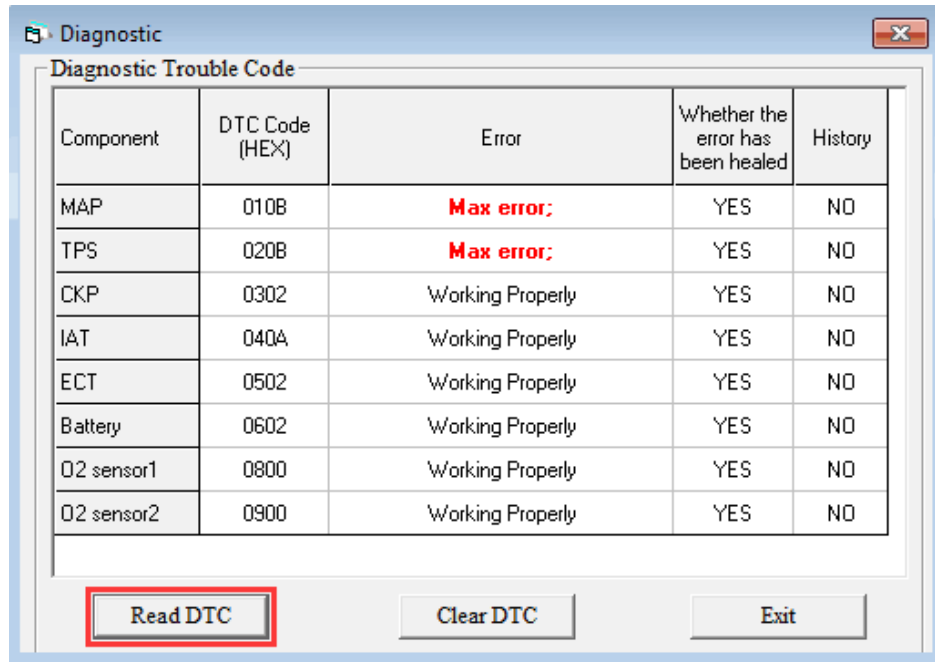 Diagnostic
Diagnostic Trouble Code
Component DTC Code (HEX) Error Whether the error has been healed History
MAP 010B Max error; YES NO
TPS 020B Max error; YES NO
CKP 0302 Working Properly YES NO
IAT 040A Working Properly YES NO
ECT 0502 Working Properly YES NO
Battery 0602 Working Properly YES NO
O2 sensor1 0800 Working Properly YES NO
O2 sensor2 0900 Working Properly YES NO
Read DTC Clear DTC Exit